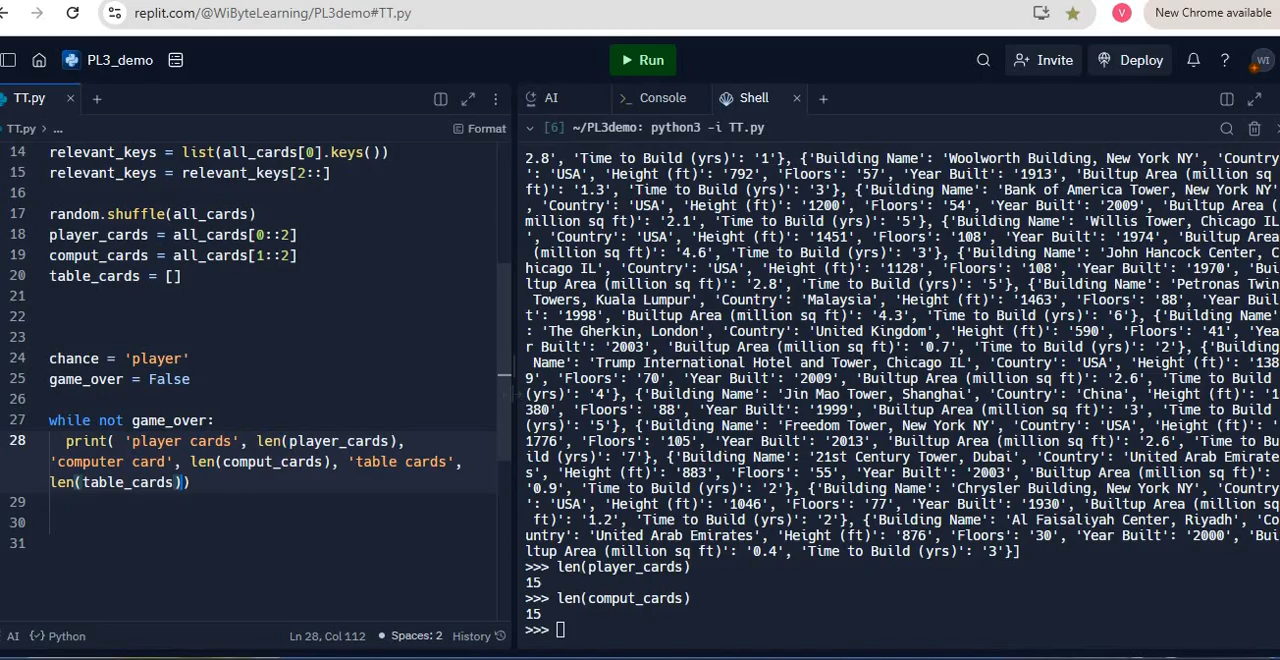 replit.com/@WiByteLearning/PL3demo#TT.py
V
New Chrome available
PL3_demo
Run
Invite
Deploy
WI
TT.py
AI
Console
Shell
TT.py > ...
Format
[6] ~/PL3demo: python3 -i TT.py
14 relevant_keys = list(all_cards[0].keys())
15 relevant_keys = relevant_keys[2::]
16
17 random.shuffle(all_cards)
18 player_cards = all_cards[0::2]
19 comput_cards = all_cards[1::2]
20 table_cards = []
21
22
23
24 chance = 'player'
25 game_over = False
26
27 while not game_over:
28 print( 'player cards', len(player_cards),
'computer card', len(comput_cards), 'table cards',
len(table_cards))
29
30
31
2.8', 'Time to Build (yrs)': '1'}, {'Building Name': 'Woolworth Building, New York NY', 'Country
': 'USA', 'Height (ft)': '792', 'Floors': '57', 'Year Built': '1913', 'Builtup Area (million sq
ft)': '1.3', 'Time to Build (yrs)': '3'}, {'Building Name': 'Bank of America Tower, New York NY'
, 'Country': 'USA', 'Height (ft)': '1200', 'Floors': '54', 'Year Built': '2009', 'Builtup Area (
million sq ft)': '2.1', 'Time to Build (yrs)': '5'}, {'Building Name': 'Willis Tower, Chicago IL
', 'Country': 'USA', 'Height (ft)': '1451', 'Floors': '108', 'Year Built': '1974', 'Builtup Area
(million sq ft)': '4.6', 'Time to Build (yrs)': '3'}, {'Building Name': 'John Hancock Center, C
hicago IL', 'Country': 'USA', 'Height (ft)': '1128', 'Floors': '108', 'Year Built': '1970', 'Bui
ltup Area (million sq ft)': '2.8', 'Time to Build (yrs)': '5'}, {'Building Name': 'Petronas Twin
Towers, Kuala Lumpur', 'Country': 'Malaysia', 'Height (ft)': '1463', 'Floors': '88', 'Year Buil
t': '1998', 'Builtup Area (million sq ft)': '4.3', 'Time to Build (yrs)': '6'}, {'Building Name'
: 'The Gherkin, London', 'Country': 'United Kingdom', 'Height (ft)': '590', 'Floors': '41', 'Yea
r Built': '2003', 'Builtup Area (million sq ft)': '0.7', 'Time to Build (yrs)': '2'}, {'Building
Name': 'Trump International Hotel and Tower, Chicago IL', 'Country': 'USA', 'Height (ft)': '138
9', 'Floors': '70', 'Year Built': '2009', 'Builtup Area (million sq ft)': '2.6', 'Time to Build
(yrs)': '4'}, {'Building Name': 'Jin Mao Tower, Shanghai', 'Country': 'China', 'Height (ft)': '1
380', 'Floors': '88', 'Year Built': '1999', 'Builtup Area (million sq ft)': '3', 'Time to Build
(yrs)': '5'}, {'Building Name': 'Freedom Tower, New York NY', 'Country': 'USA', 'Height (ft)': '
1776', 'Floors': '105', 'Year Built': '2013', 'Builtup Area (million sq ft)': '2.6', 'Time to Bu
ild (yrs)': '7'}, {'Building Name': '21st Century Tower, Dubai', 'Country': 'United Arab Emirate
s', 'Height (ft)': '883', 'Floors': '55', 'Year Built': '2003', 'Builtup Area (million sq ft)':
'0.9', 'Time to Build (yrs)': '2'}, {'Building Name': 'Chrysler Building, New York NY', 'Country
': 'USA', 'Height (ft)': '1046', 'Floors': '77', 'Year Built': '1930', 'Builtup Area (million sq
ft)': '1.2', 'Time to Build (yrs)': '2'}, {'Building Name': 'Al Faisaliyah Center, Riyadh', 'Co
untry': 'United Arab Emirates', 'Height (ft)': '876', 'Floors': '30', 'Year Built': '2000', 'Bui
ltup Area (million sq ft)': '0.4', 'Time to Build (yrs)': '3'}]
>>> len(player_cards)
15
>>> len(comput_cards)
15
>>>
AI
Python
Ln 28, Col 112
Spaces: 2
History